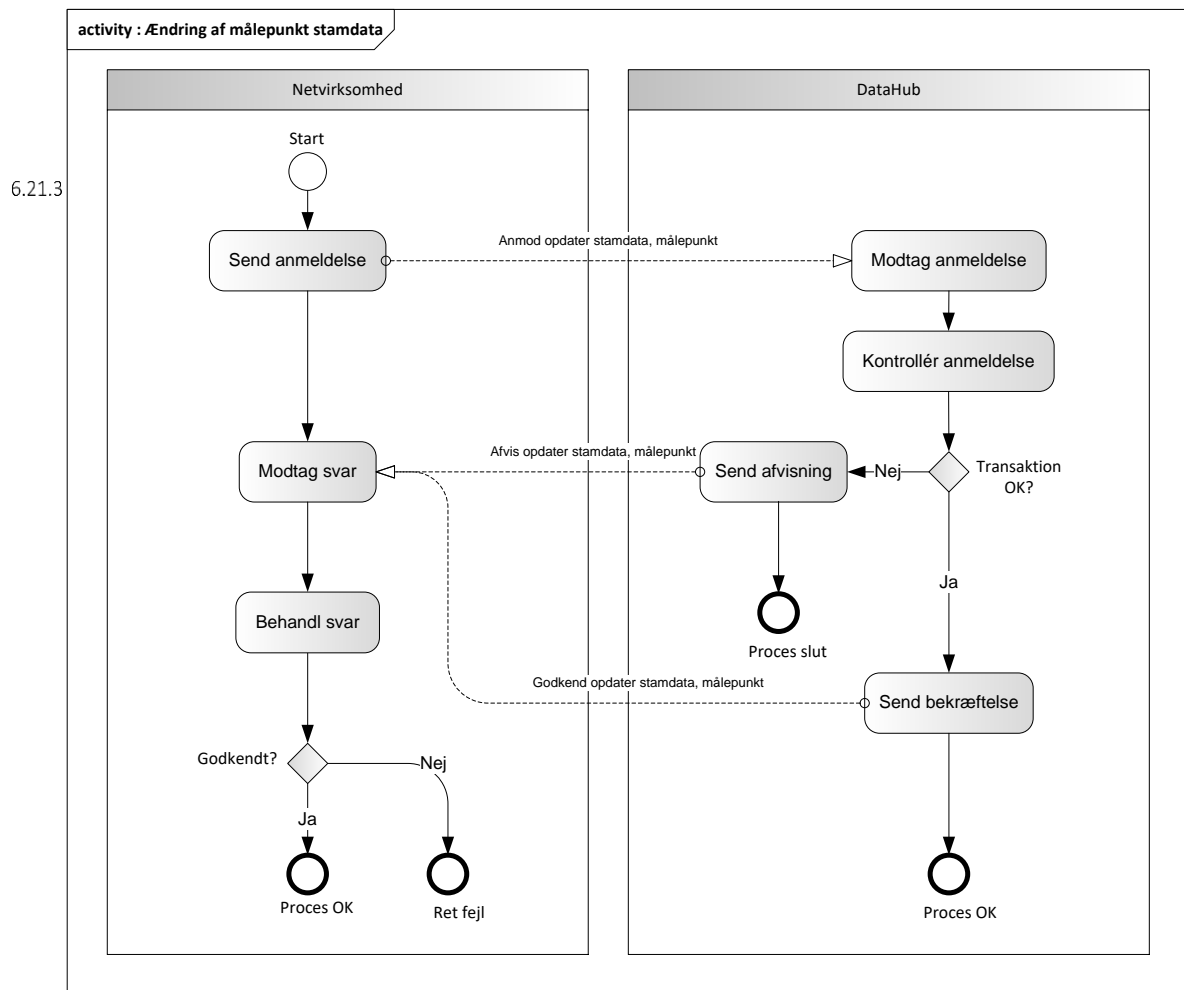 activity : Ændring af målepunkt stamdata
Netvirksomhed
DataHub
Start
6.21.3
Anmod opdater stamdata, målepunkt
Send anmeldelse
Modtag anmeldelse
Kontrollér anmeldelse
Afvis opdater stamdata, målepunkt
Modtag svar
Send afvisning
Nej
Transaktion
OK?
Ja
Behandl svar
Proces slut
Godkend opdater stamdata, målepunkt
Send bekræftelse
Godkendt?
Nej
Ja
Proces OK
Ret fejl
Proces OK